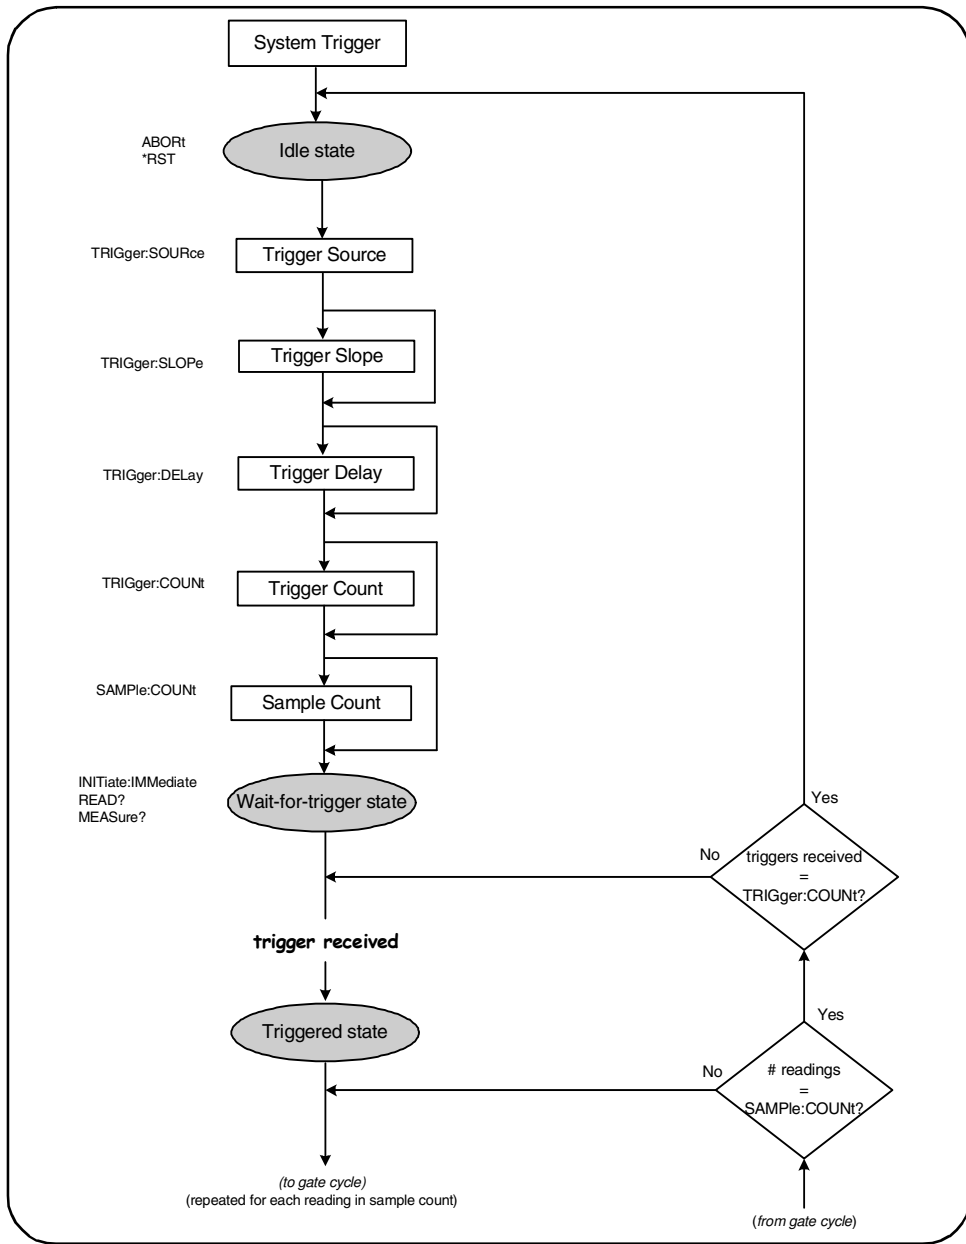 System Trigger
ABORt
*RST
Idle state
TRIGger:SOURce
Trigger Source
TRIGger:SLOPe
Trigger Slope
TRIGger:DELay
Trigger Delay
TRIGger:COUNt
Trigger Count
SAMPle:COUNt
Sample Count
INITiate:IMMediate
READ?
MEASure?
Wait-for-trigger state
Yes
No
triggers received
=
TRIGger:COUNt?
trigger received
Triggered state
Yes
No
# readings
=
SAMPle:COUNt?
(to gate cycle)
(repeated for each reading in sample count)
(from gate cycle)